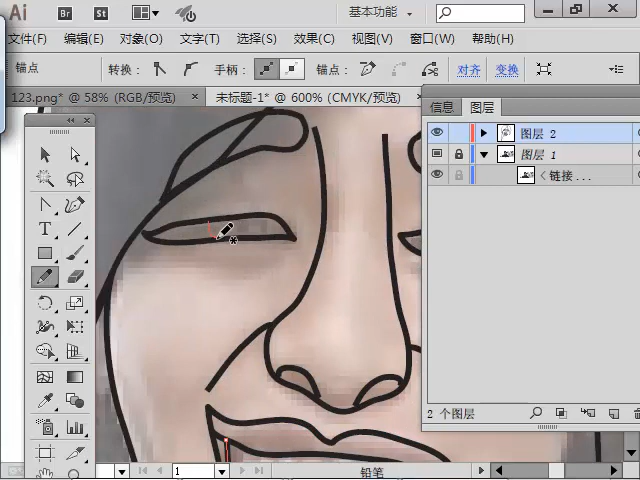 Ai Br St 基本功能
文件(F) 编辑(E) 对象(O) 文字(T) 选择(S) 效果(C) 视图(V) 窗口(W) 帮助(H)
锚点 转换： 手柄： 锚点： 对齐 变换
123.png* @ 58% (RGB/预览) × 未标题-1* @ 600% (CMYK/预览) ×
信息 图层
图层 2
图层 1
<链接...
2 个图层
1 铅笔